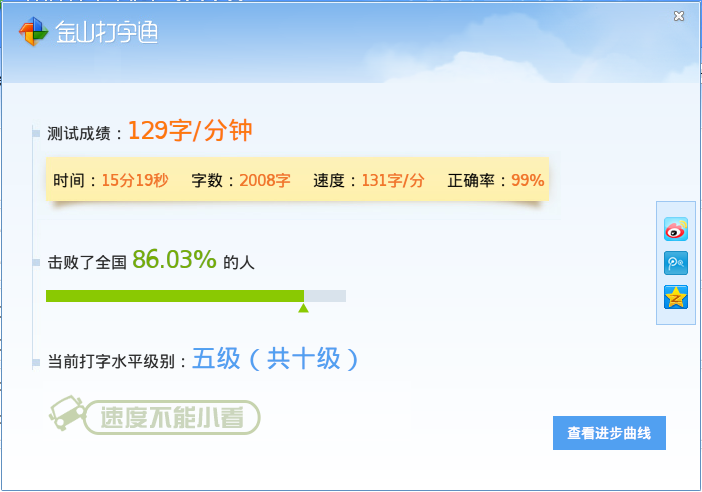 金山打字通
测试成绩：129字/分钟
时间：15分19秒 字数：2008字 速度：131字/分 正确率：99%
击败了全国 86.03% 的人
当前打字水平级别：五级（共十级）
速度不能小看
查看进步曲线